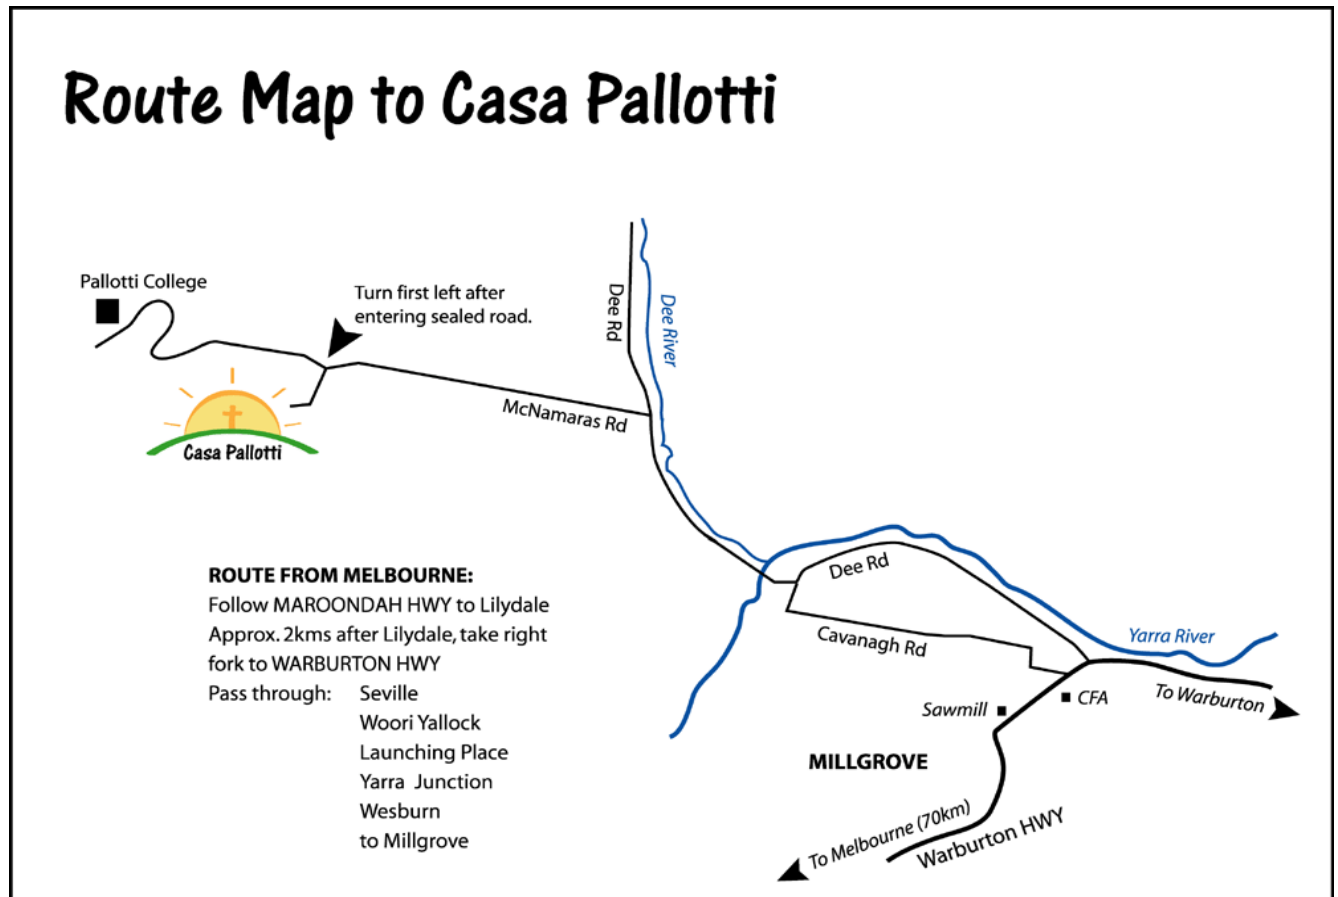 Route Map to Casa Pallotti
Pallotti College
Turn first left after
entering sealed road.
Dee Rd
Dee River
McNamaras Rd
Casa Pallotti
ROUTE FROM MELBOURNE:
Follow MAROONDAH HWY to Lilydale
Approx. 2kms after Lilydale, take right
fork to WARBURTON HWY
Pass through: Seville
Woori Yallock
Launching Place
Yarra Junction
Wesburn
to Millgrove
Dee Rd
Cavanagh Rd
Yarra River
To Warburton
CFA
Sawmill
MILLGROVE
To Melbourne (70km)
Warburton HWY